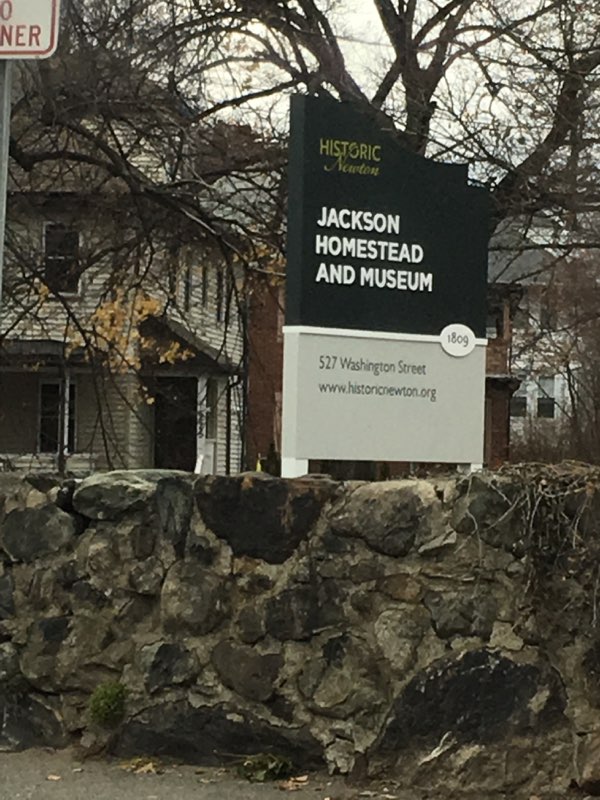 NER
HISTORIC
Newton
JACKSON
HOMESTEAD
AND MUSEUM
1809
527 Washington Street
www.historicnewton.org